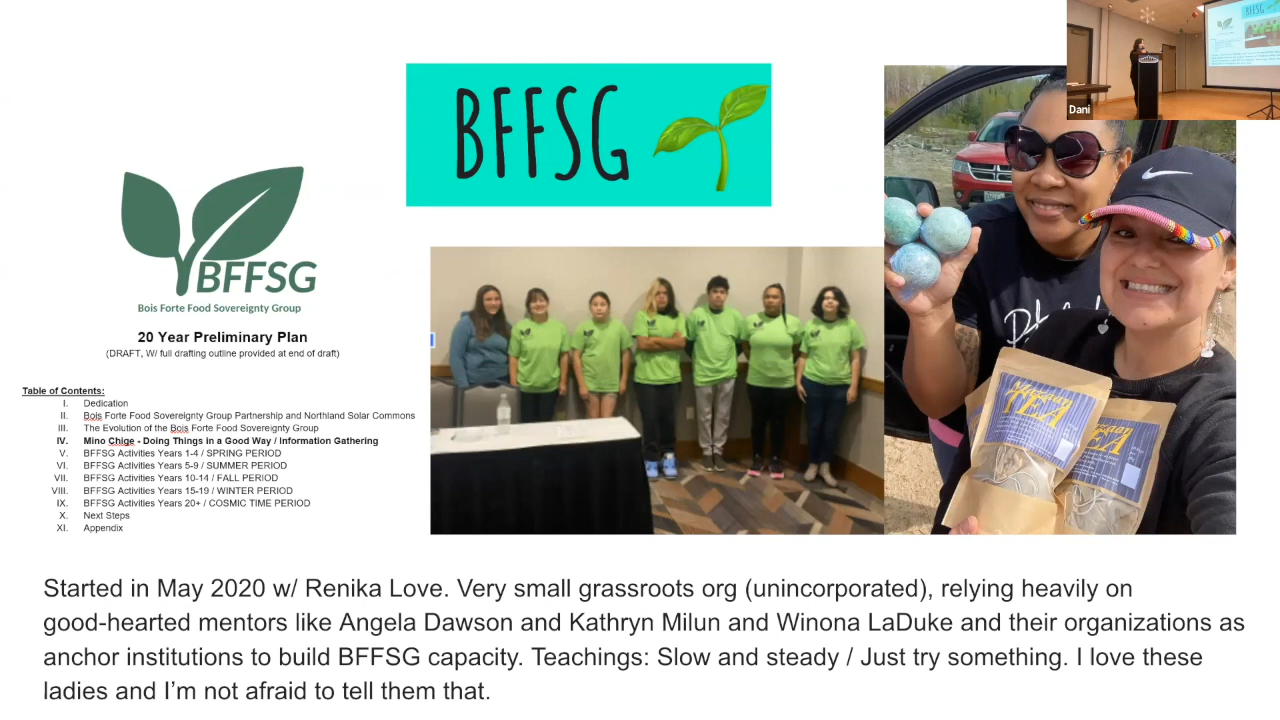 BFFSG
Dani
BFFSG
Bois Forte Food Sovereignty Group
20 Year Preliminary Plan
(DRAFT, W/ full drafting outline provided at end of draft)
Table of Contents:
I. Dedication
II. Bois Forte Food Sovereignty Group Partnership and Northland Solar Commons
III. The Evolution of the Bois Forte Food Sovereignty Group
IV. Mino Chige - Doing Things in a Good Way / Information Gathering
V. BFFSG Activities Years 1-4 / SPRING PERIOD
VI. BFFSG Activities Years 5-9 / SUMMER PERIOD
VII. BFFSG Activities Years 10-14 / FALL PERIOD
VIII. BFFSG Activities Years 15-19 / WINTER PERIOD
IX. BFFSG Activities Years 20+ / COSMIC TIME PERIOD
X. Next Steps
XI. Appendix
TEA
TEA
Started in May 2020 w/ Renika Love. Very small grassroots org (unincorporated), relying heavily on
good-hearted mentors like Angela Dawson and Kathryn Milun and Winona LaDuke and their organizations as
anchor institutions to build BFFSG capacity. Teachings: Slow and steady / Just try something. I love these
ladies and I’m not afraid to tell them that.